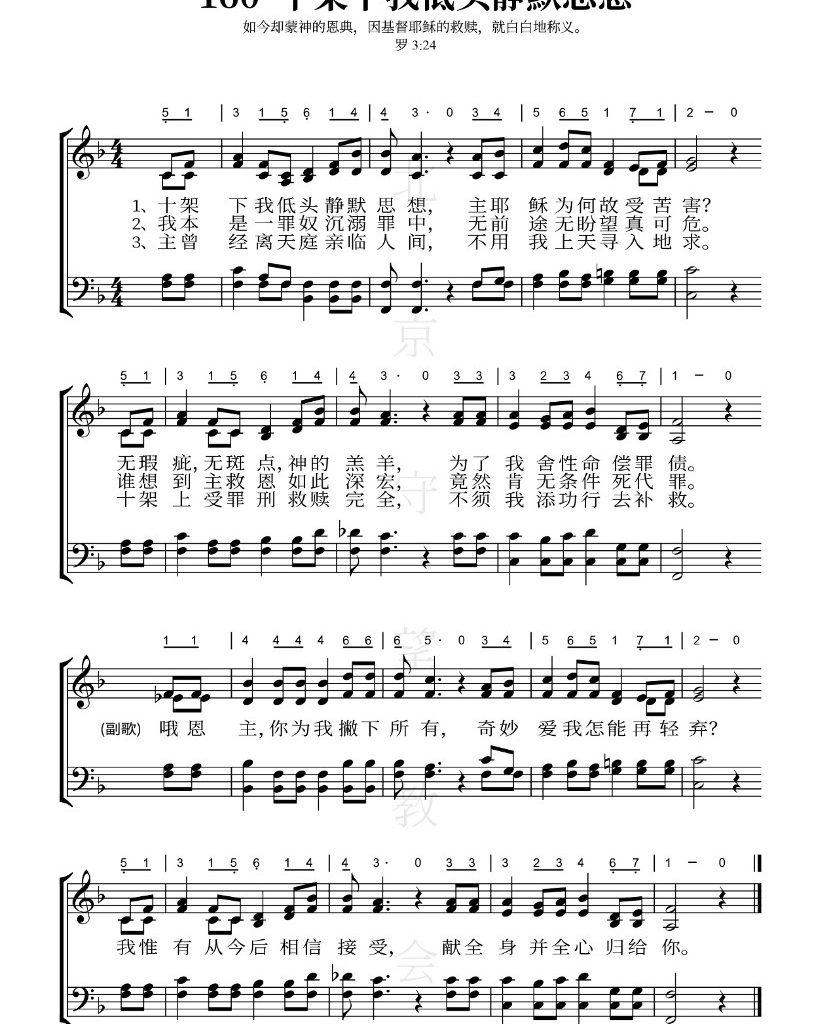 160 十架下我低头静默思想
如今却蒙神的恩典，因基督耶稣的救赎，就白白地称义。
罗 3:24
5 1 | 3 1 5 6 1 4 | 4 3 · 0 3 4 | 5 6 5 1 7 1 | 2 – 0
1、十架 下我低头静默思想， 主耶 稣为何故受苦害？
2、我本 是一罪奴沉溺罪中， 无前 途无盼望真可危。
3、主曾 经离天庭亲临人间， 不用 我上天寻入地求。
5 1 | 3 1 5 6 1 4 | 4 3 · 0 3 3 | 3 2 3 4 6 7 | 1 – 0
无瑕 疵，无斑点，神的 羔羊， 为了 我舍性命偿罪债。
谁想 到主救恩如此深宏， 竟然 肯无条件死代罪。
十架 上受罪刑救赎完全， 不须 我添功行去补救。
1 1 | 4 4 4 4 6 6 | 6 5 · 0 3 4 | 5 6 5 1 7 1 | 2 – 0
(副歌) 哦恩 主，你为我撇下所有， 奇妙 爱我怎能再轻弃？
5 1 | 3 1 5 6 1 4 | 4 3 · 0 3 3 | 3 2 3 4 6 7 | 1 – 0
我惟 有从今后相信接受， 献全 身并全心归给你。
北京守望教会